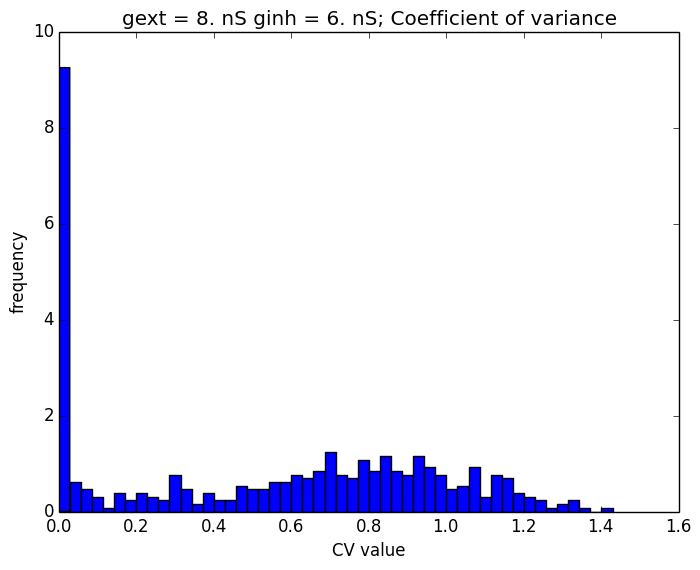 gext = 8. nS ginh = 6. nS; Coefficient of variance
10
8
6
4
2
0
frequency
0.0 0.2 0.4 0.6 0.8 1.0 1.2 1.4 1.6
CV value